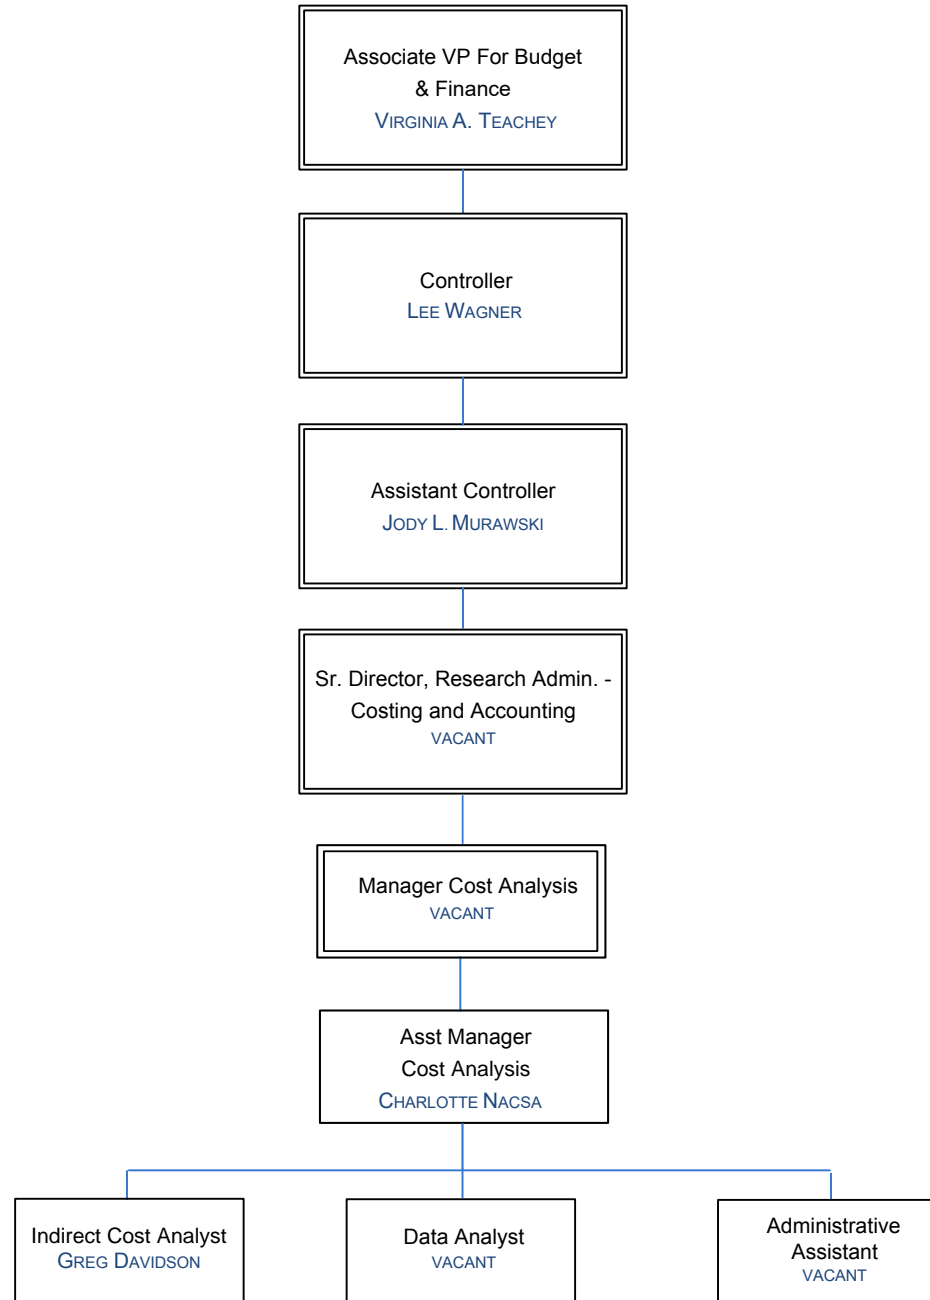 Associate VP For Budget
& Finance
VIRGINIA A. TEACHEY
Controller
LEE WAGNER
Assistant Controller
JODY L. MURAWSKI
Sr. Director, Research Admin. -
Costing and Accounting
VACANT
Manager Cost Analysis
VACANT
Asst Manager
Cost Analysis
CHARLOTTE NACSA
Indirect Cost Analyst
GREG DAVIDSON
Data Analyst
VACANT
Administrative
Assistant
VACANT